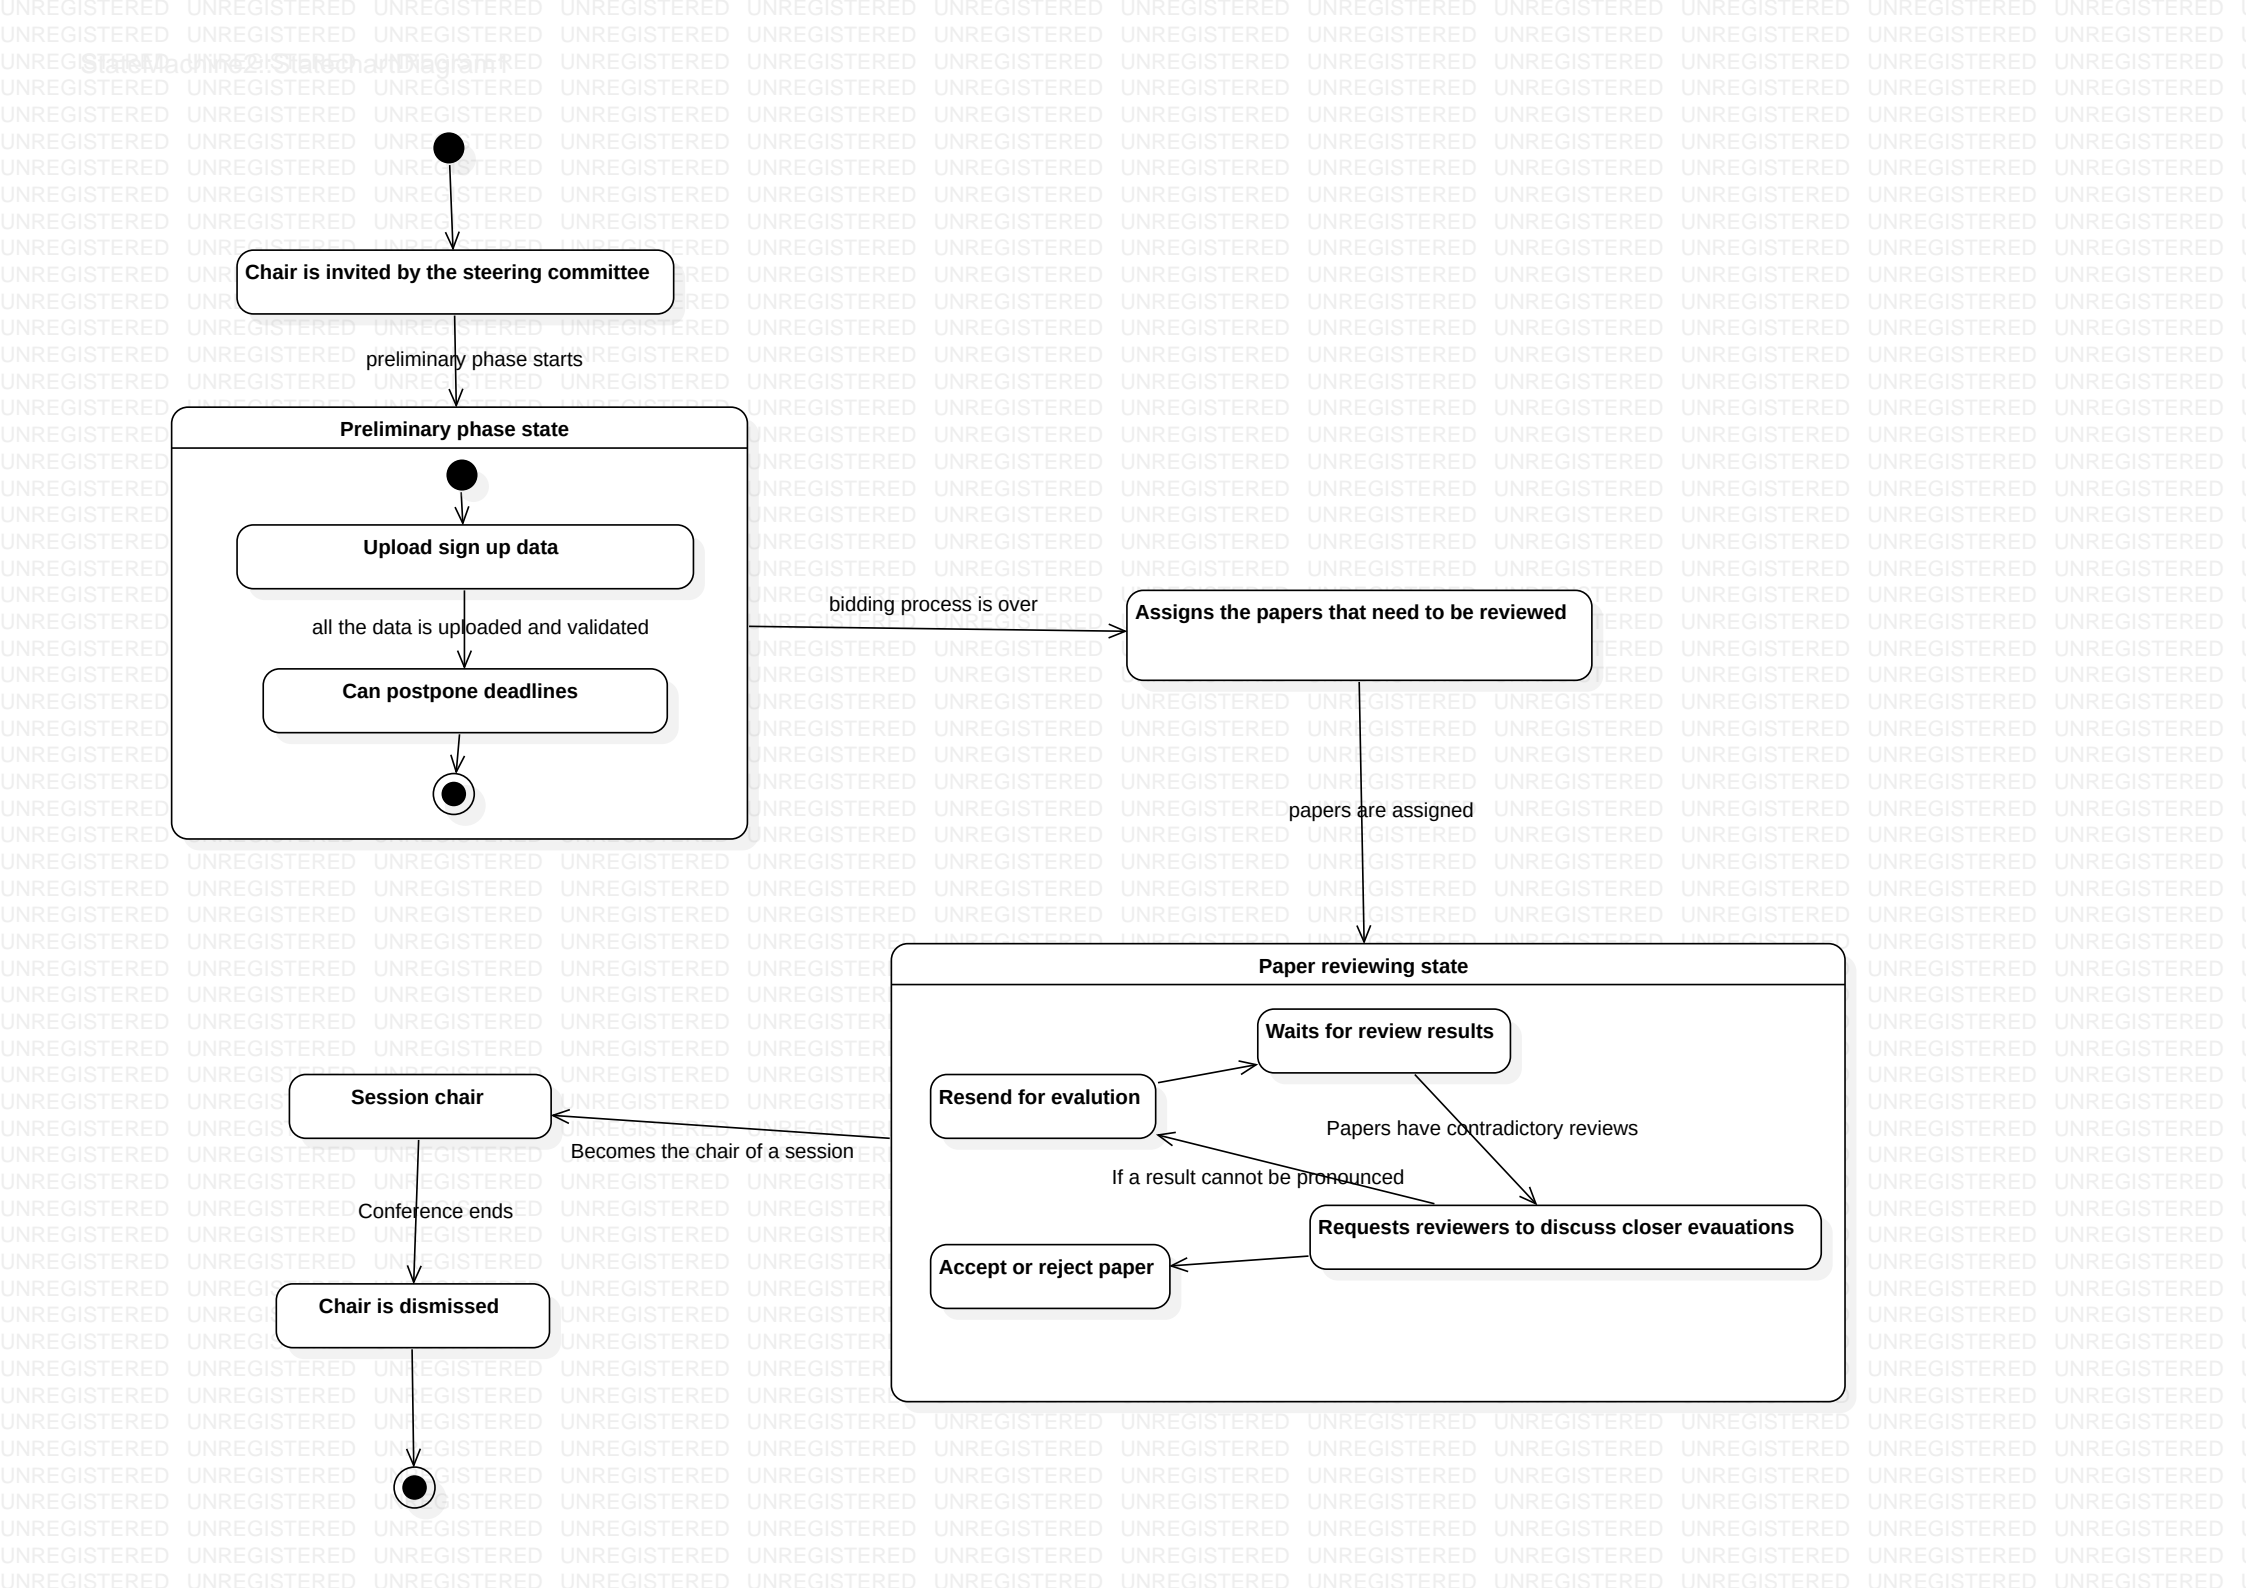 StateMachine2::StatechartDiagram1
UNREGISTERED
Chair is invited by the steering committee
preliminary phase starts
Preliminary phase state
Upload sign up data
all the data is uploaded and validated
Can postpone deadlines
bidding process is over
Assigns the papers that need to be reviewed
papers are assigned
Paper reviewing state
Waits for review results
Resend for evalution
Papers have contradictory reviews
If a result cannot be pronounced
Requests reviewers to discuss closer evauations
Accept or reject paper
Session chair
Becomes the chair of a session
Conference ends
Chair is dismissed